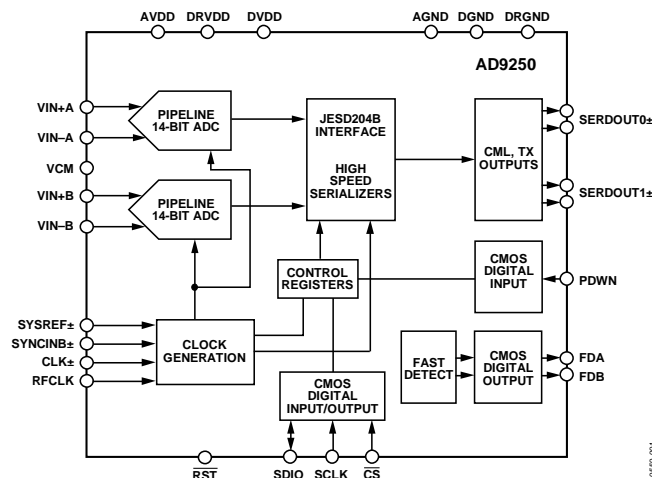 AVDD DRVDD DVDD AGND DGND DRGND
AD9250
VIN+A
VIN–A
VCM
VIN+B
VIN–B
PIPELINE
14-BIT ADC
PIPELINE
14-BIT ADC
JESD204B
INTERFACE
HIGH
SPEED
SERIALIZERS
CML, TX
OUTPUTS
SERDOUT0±
SERDOUT1±
CONTROL
REGISTERS
CMOS
DIGITAL
INPUT
PDWN
SYSREF±
SYNCINB±
CLK±
RFCLK
CLOCK
GENERATION
CMOS
DIGITAL
INPUT/OUTPUT
FAST
DETECT
CMOS
DIGITAL
OUTPUT
FDA
FDB
RST SDIO SCLK CS